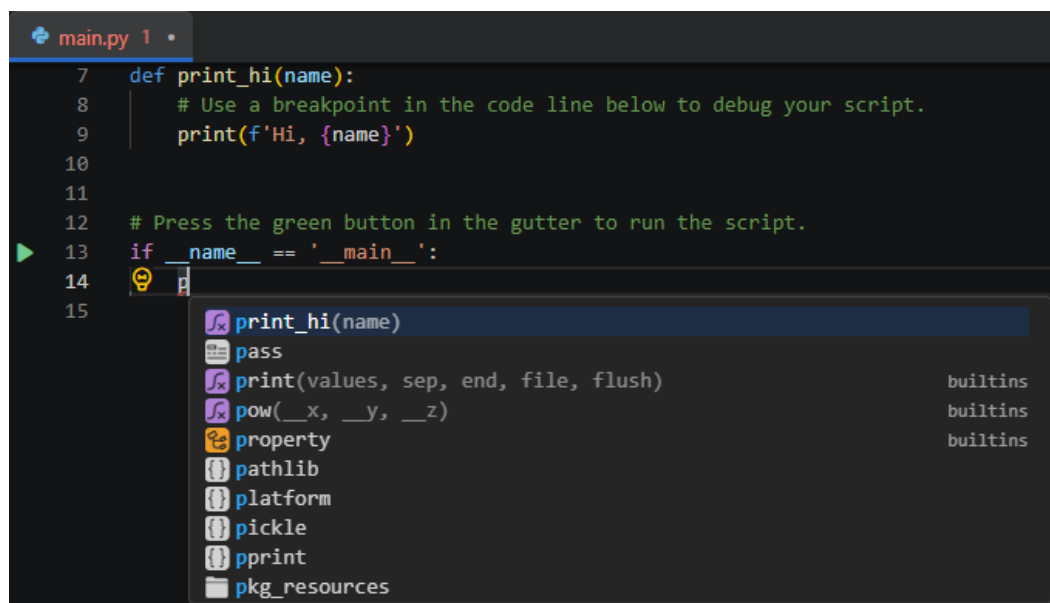 main.py 1
7 def print_hi(name):
8 # Use a breakpoint in the code line below to debug your script.
9 print(f'Hi, {name}')
10
11
12 # Press the green button in the gutter to run the script.
13 if __name__ == '__main__':
14 p
15
print_hi(name)
pass
print(values, sep, end, file, flush) builtins
pow(__x, __y, __z) builtins
property builtins
pathlib
platform
pickle
pprint
pkg_resources